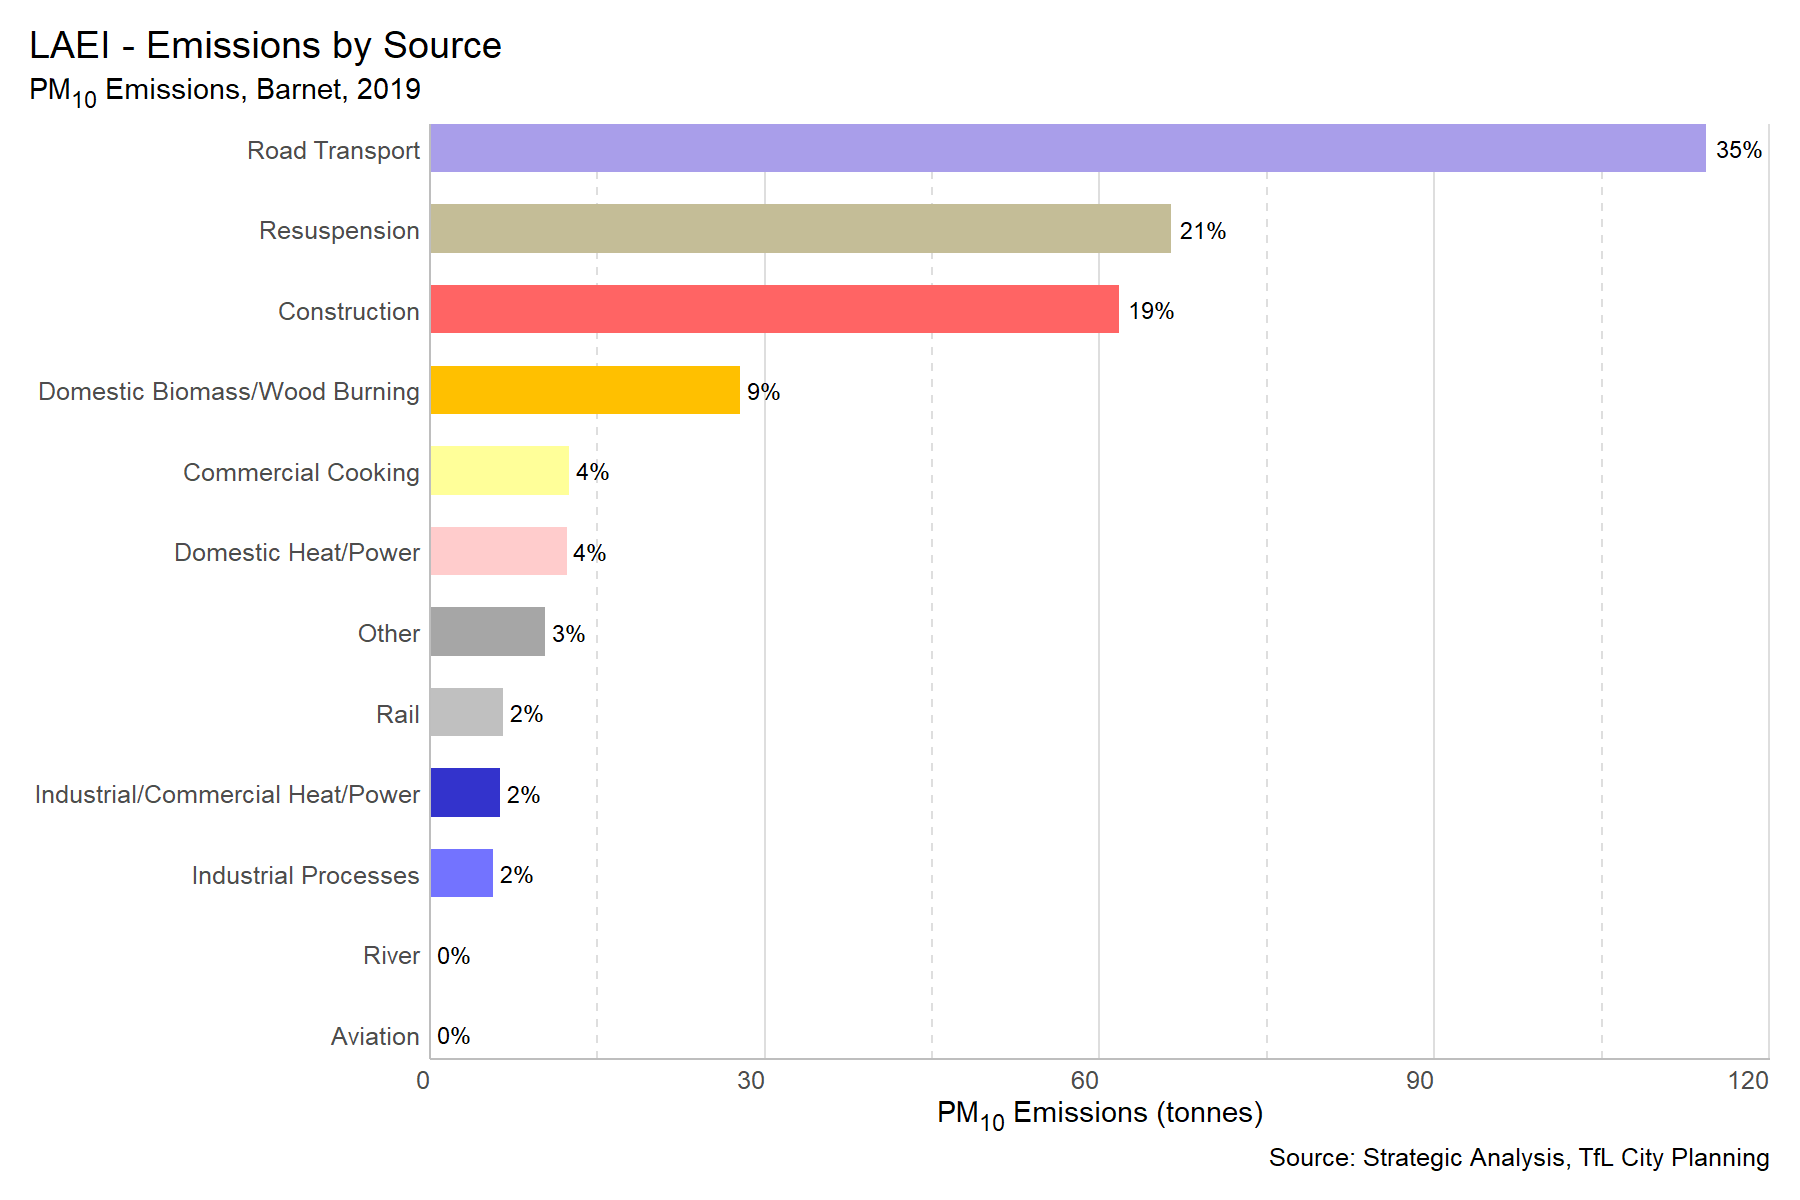 LAEI - Emissions by Source
PM10 Emissions, Barnet, 2019
Road Transport 35%
Resuspension 21%
Construction 19%
Domestic Biomass/Wood Burning 9%
Commercial Cooking 4%
Domestic Heat/Power 4%
Other 3%
Rail 2%
Industrial/Commercial Heat/Power 2%
Industrial Processes 2%
River 0%
Aviation 0%
0 30 60 90 120
PM10 Emissions (tonnes)
Source: Strategic Analysis, TfL City Planning